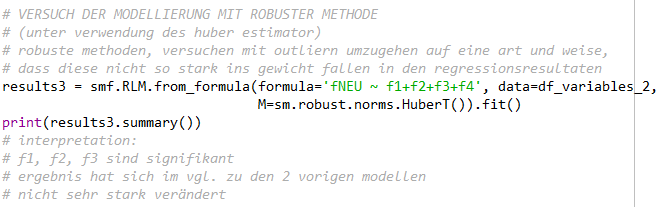 # VERSUCH DER MODELLIERUNG MIT ROBUSTER METHODE
# (unter verwendung des huber estimator)
# robuste methoden, versuchen mit outliern umzugehen auf eine art und weise,
# dass diese nicht so stark ins gewicht fallen in den regressionsresultaten
results3 = smf.RLM.from_formula(formula='fNEU ~ f1+f2+f3+f4', data=df_variables_2,
M=sm.robust.norms.HuberT()).fit()
print(results3.summary())
# interpretation:
# f1, f2, f3 sind signifikant
# ergebnis hat sich im vgl. zu den 2 vorigen modellen
# nicht sehr stark verändert